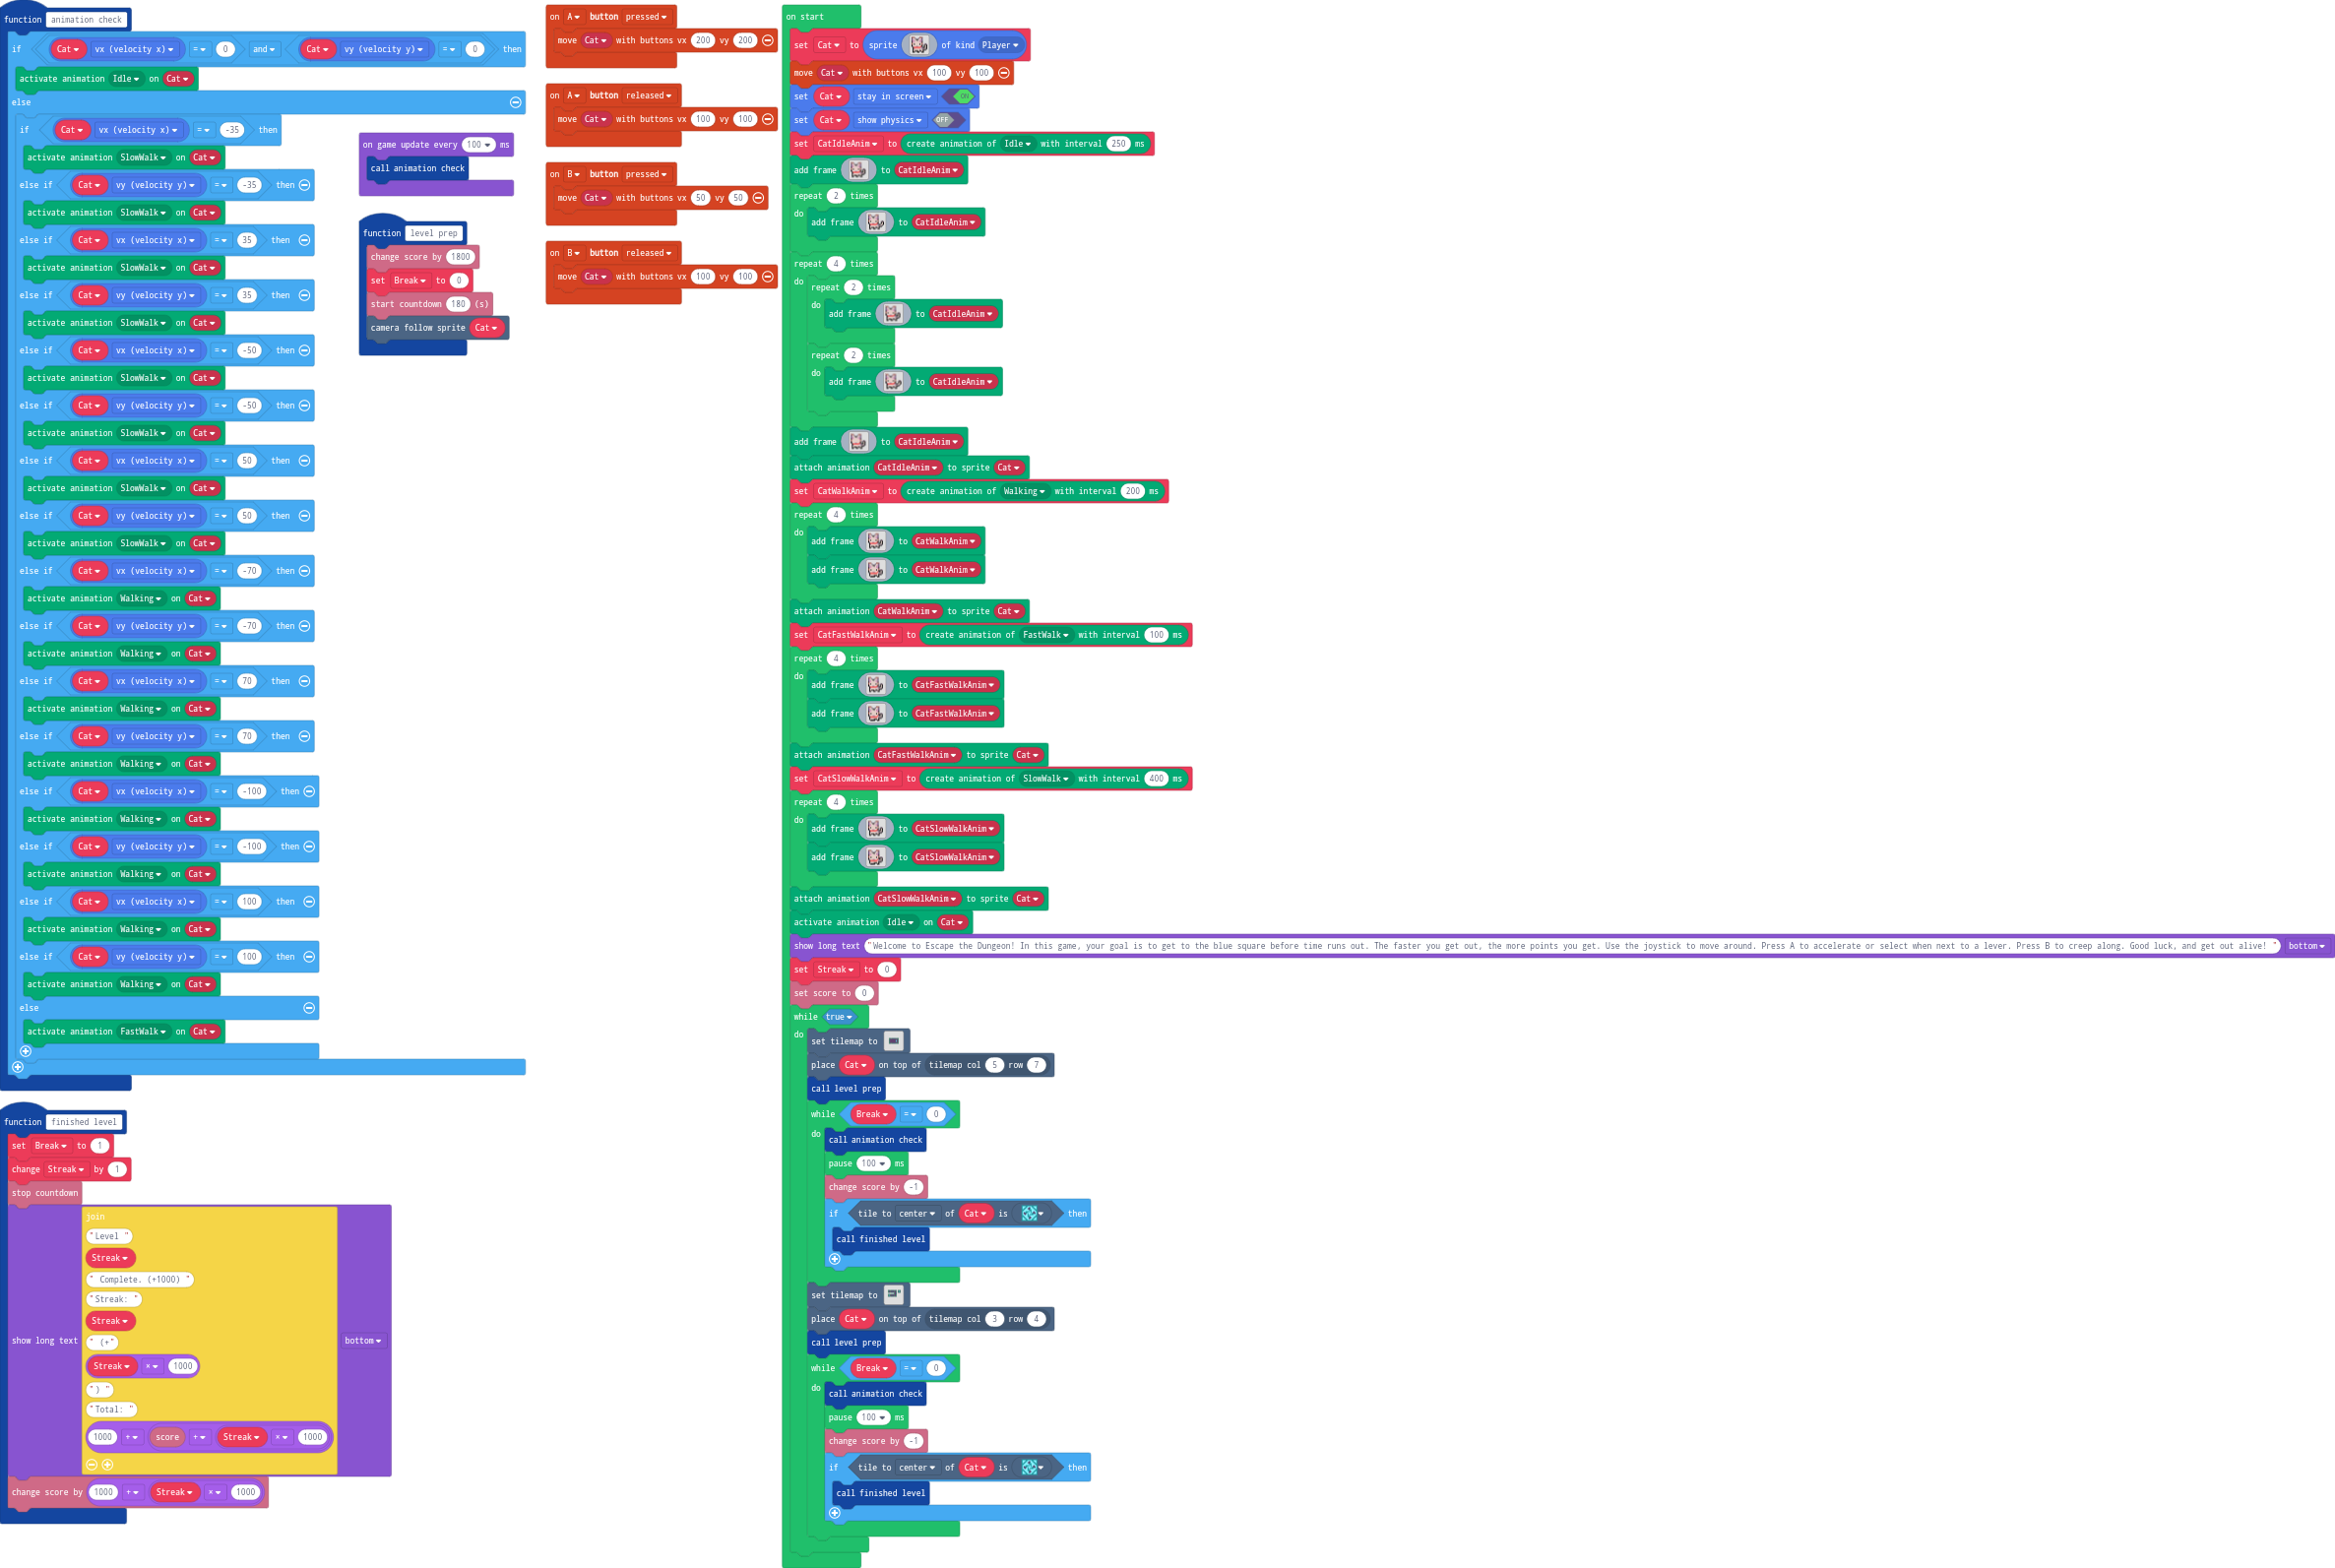 function animation check
if Cat vx (velocity x) = 0 and Cat vy (velocity y) = 0 then
activate animation Idle on Cat
else
if Cat vx (velocity x) = -35 then
activate animation SlowWalk on Cat
else if Cat vy (velocity y) = -35 then
activate animation SlowWalk on Cat
else if Cat vx (velocity x) = 35 then
activate animation SlowWalk on Cat
else if Cat vy (velocity y) = 35 then
activate animation SlowWalk on Cat
else if Cat vx (velocity x) = -50 then
activate animation SlowWalk on Cat
else if Cat vy (velocity y) = -50 then
activate animation SlowWalk on Cat
else if Cat vx (velocity x) = 50 then
activate animation SlowWalk on Cat
else if Cat vy (velocity y) = 50 then
activate animation SlowWalk on Cat
else if Cat vx (velocity x) = -70 then
activate animation Walking on Cat
else if Cat vy (velocity y) = -70 then
activate animation Walking on Cat
else if Cat vx (velocity x) = 70 then
activate animation Walking on Cat
else if Cat vy (velocity y) = 70 then
activate animation Walking on Cat
else if Cat vx (velocity x) = -100 then
activate animation Walking on Cat
else if Cat vy (velocity y) = -100 then
activate animation Walking on Cat
else if Cat vx (velocity x) = 100 then
activate animation Walking on Cat
else if Cat vy (velocity y) = 100 then
activate animation Walking on Cat
else
activate animation FastWalk on Cat
function finished level
set Break to 1
change Streak by 1
stop countdown
join
"Level "
Streak
" Complete. (+1000) "
"Streak: "
Streak
" (+"
show long text bottom
Streak × 1000
") "
"Total: "
1000 + score + Streak × 1000
change score by 1000 + Streak × 1000
on game update every 100 ms
call animation check
function level prep
change score by 1800
set Break to 0
start countdown 180 (s)
camera follow sprite Cat
on A button pressed
move Cat with buttons vx 200 vy 200
on A button released
move Cat with buttons vx 100 vy 100
on B button pressed
move Cat with buttons vx 50 vy 50
on B button released
move Cat with buttons vx 100 vy 100
on start
set Cat to sprite of kind Player
move Cat with buttons vx 100 vy 100
set Cat stay in screen ON
set Cat show physics OFF
set CatIdleAnim to create animation of Idle with interval 250 ms
add frame to CatIdleAnim
repeat 2 times
do add frame to CatIdleAnim
repeat 4 times
do repeat 2 times
do add frame to CatIdleAnim
repeat 2 times
do add frame to CatIdleAnim
add frame to CatIdleAnim
attach animation CatIdleAnim to sprite Cat
set CatWalkAnim to create animation of Walking with interval 200 ms
repeat 4 times
do add frame to CatWalkAnim
add frame to CatWalkAnim
attach animation CatWalkAnim to sprite Cat
set CatFastWalkAnim to create animation of FastWalk with interval 100 ms
repeat 4 times
do add frame to CatFastWalkAnim
add frame to CatFastWalkAnim
attach animation CatFastWalkAnim to sprite Cat
set CatSlowWalkAnim to create animation of SlowWalk with interval 400 ms
repeat 4 times
do add frame to CatSlowWalkAnim
add frame to CatSlowWalkAnim
attach animation CatSlowWalkAnim to sprite Cat
activate animation Idle on Cat
show long text "Welcome to Escape the Dungeon! In this game, your goal is to get to the blue square before time runs out. The faster you get out, the more points you get. Use the joystick to move around. Press A to accelerate or select when next to a lever. Press B to creep along. Good luck, and get out alive! " bottom
set Streak to 0
set score to 0
while true
do set tilemap to
place Cat on top of tilemap col 5 row 7
call level prep
while Break = 0
do call animation check
pause 100 ms
change score by -1
if tile to center of Cat is then
call finished level
set tilemap to
place Cat on top of tilemap col 3 row 4
call level prep
while Break = 0
do call animation check
pause 100 ms
change score by -1
if tile to center of Cat is then
call finished level